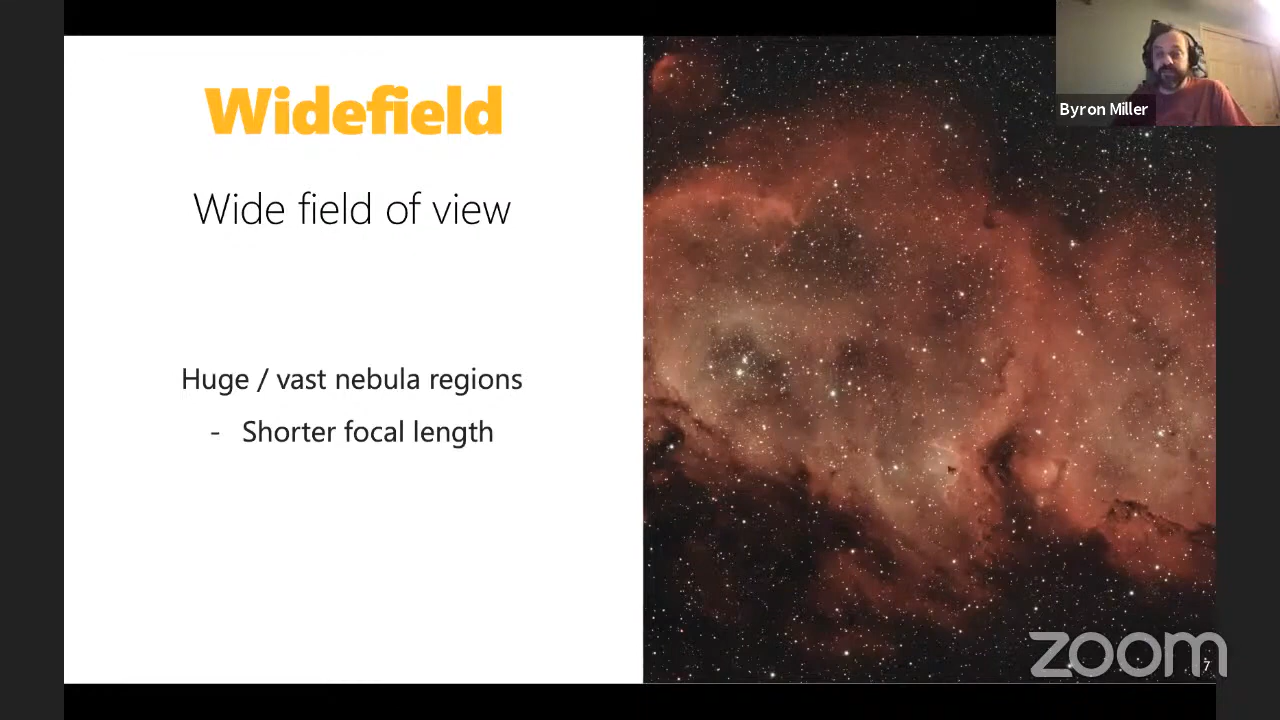 Widefield
Wide field of view
Huge / vast nebula regions
- Shorter focal length
Byron Miller
zoom
7